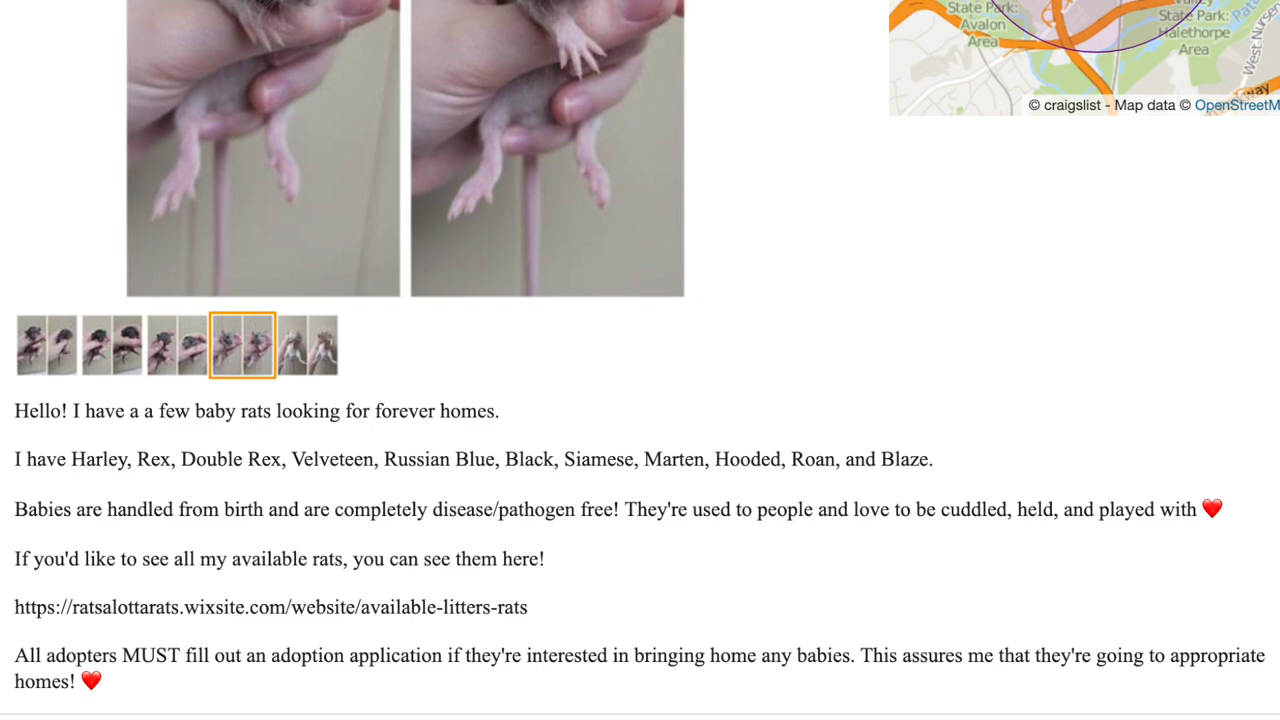 State Park:
Avalon
Area
Valley
State Park:
Halethorpe
Area
West Nursery
© craigslist - Map data © OpenStreetM
Hello! I have a a few baby rats looking for forever homes.
I have Harley, Rex, Double Rex, Velveteen, Russian Blue, Black, Siamese, Marten, Hooded, Roan, and Blaze.
Babies are handled from birth and are completely disease/pathogen free! They're used to people and love to be cuddled, held, and played with ❤️
If you'd like to see all my available rats, you can see them here!
https://ratsalottarats.wixsite.com/website/available-litters-rats
All adopters MUST fill out an adoption application if they're interested in bringing home any babies. This assures me that they're going to appropriate
homes! ❤️